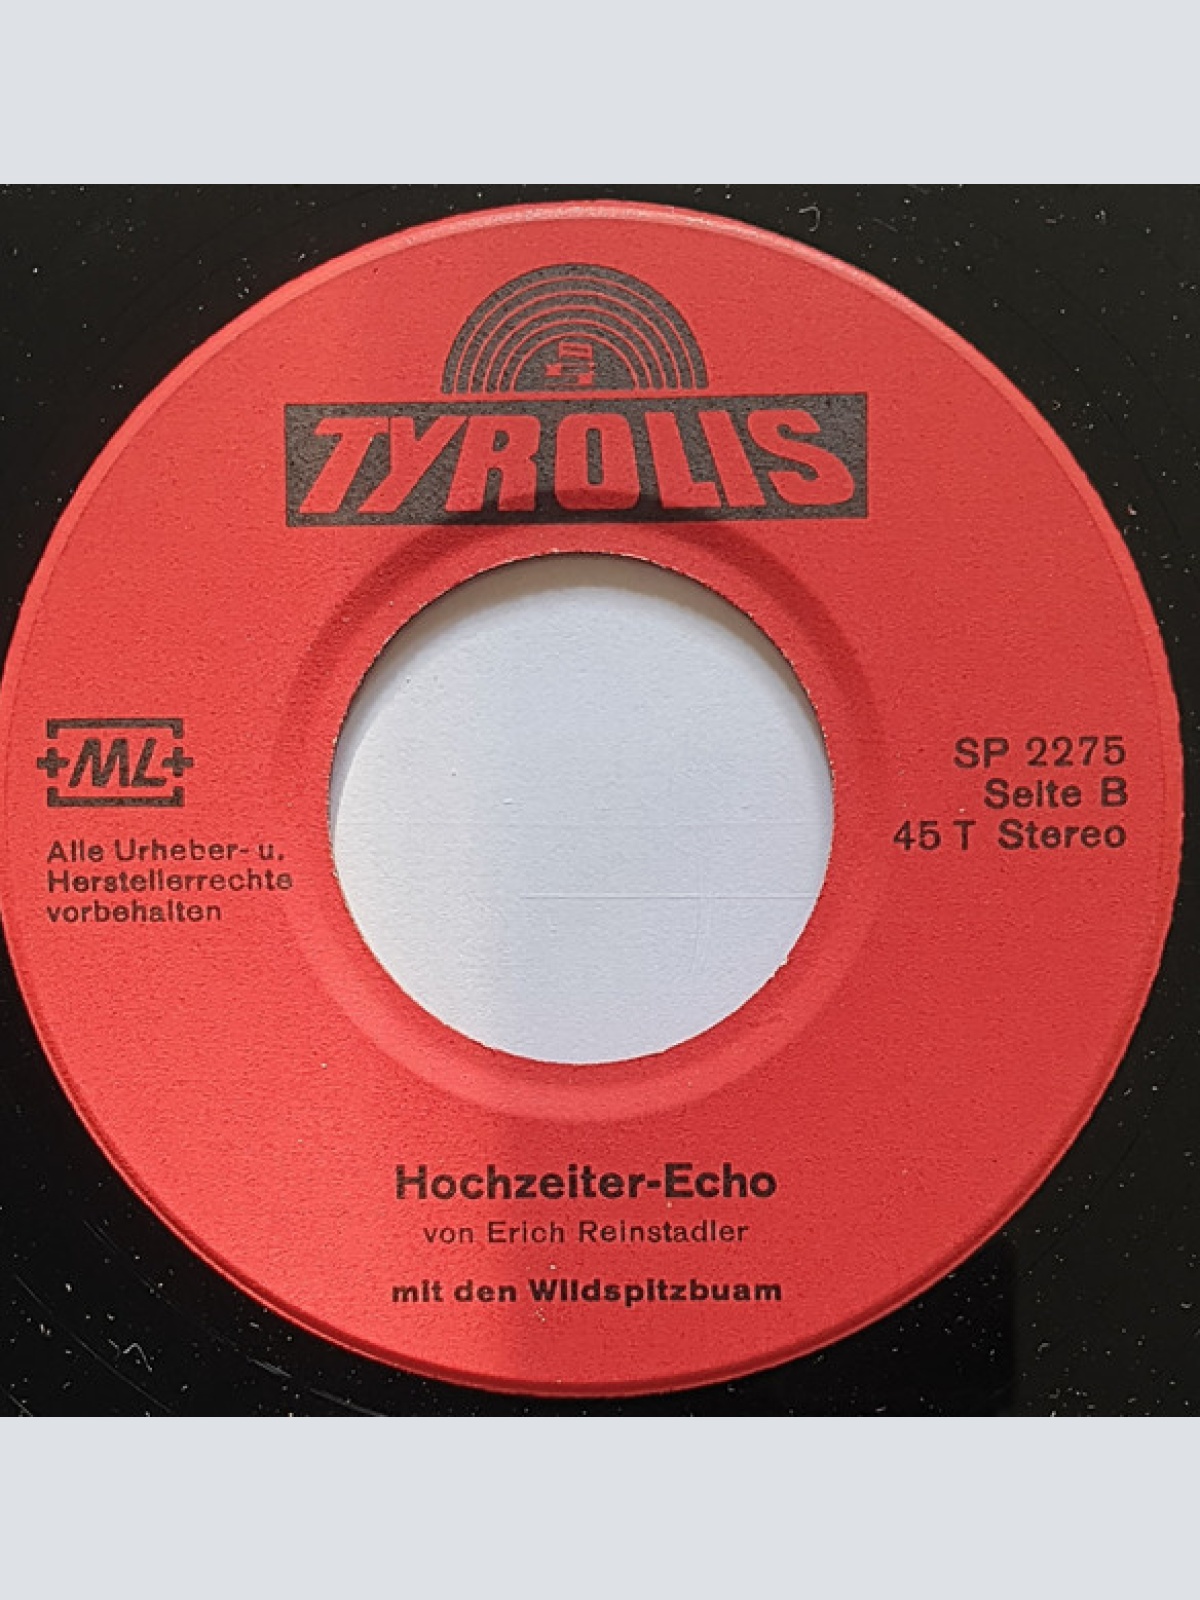 TYROLIS
ML
Alle Urheber- u.
Herstellerrechte
vorbehalten
SP 2275
Seite B
45 T Stereo
Hochzeiter-Echo
von Erich Reinstadler
mit den Wildspitzbuam